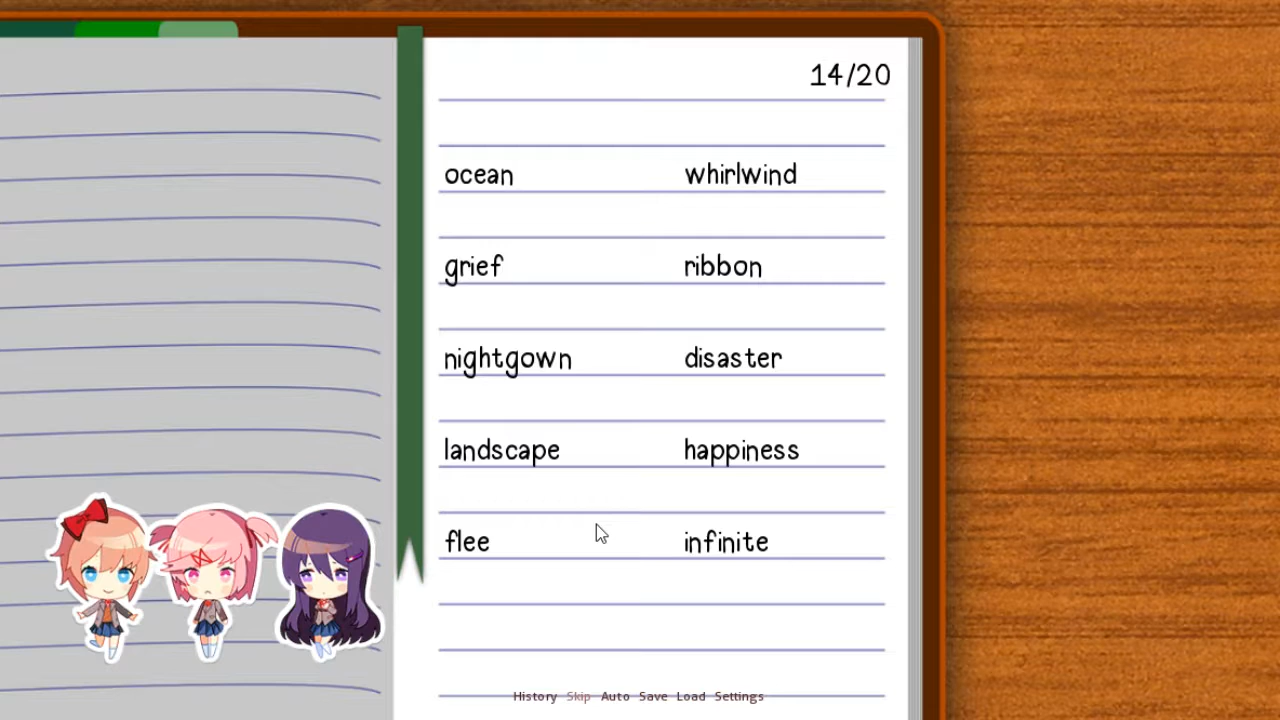 14/20
ocean whirlwind
grief ribbon
nightgown disaster
landscape happiness
flee infinite
History Skip Auto Save Load Settings